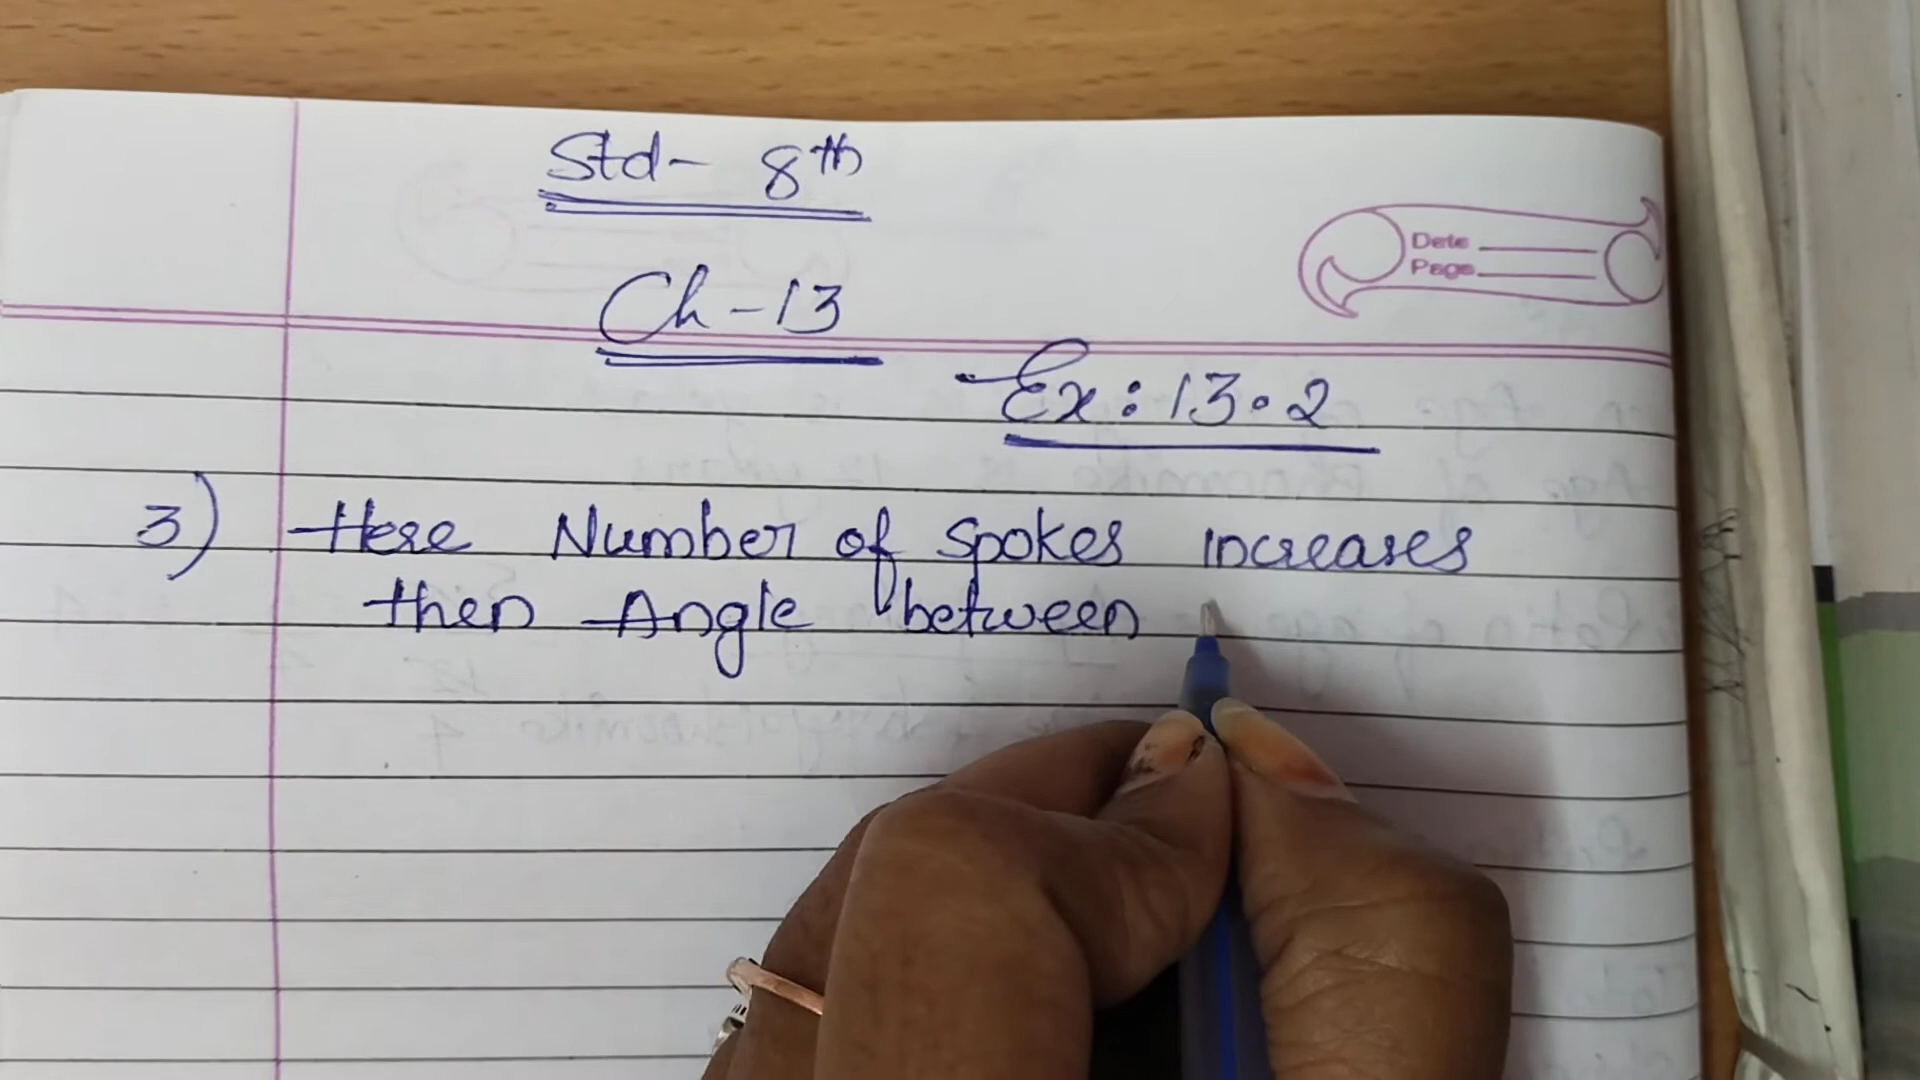 Std- 8th
Date
Page
Ch-13
Ex: 13.2
3) Here Number of Spokes increases
then Angle between